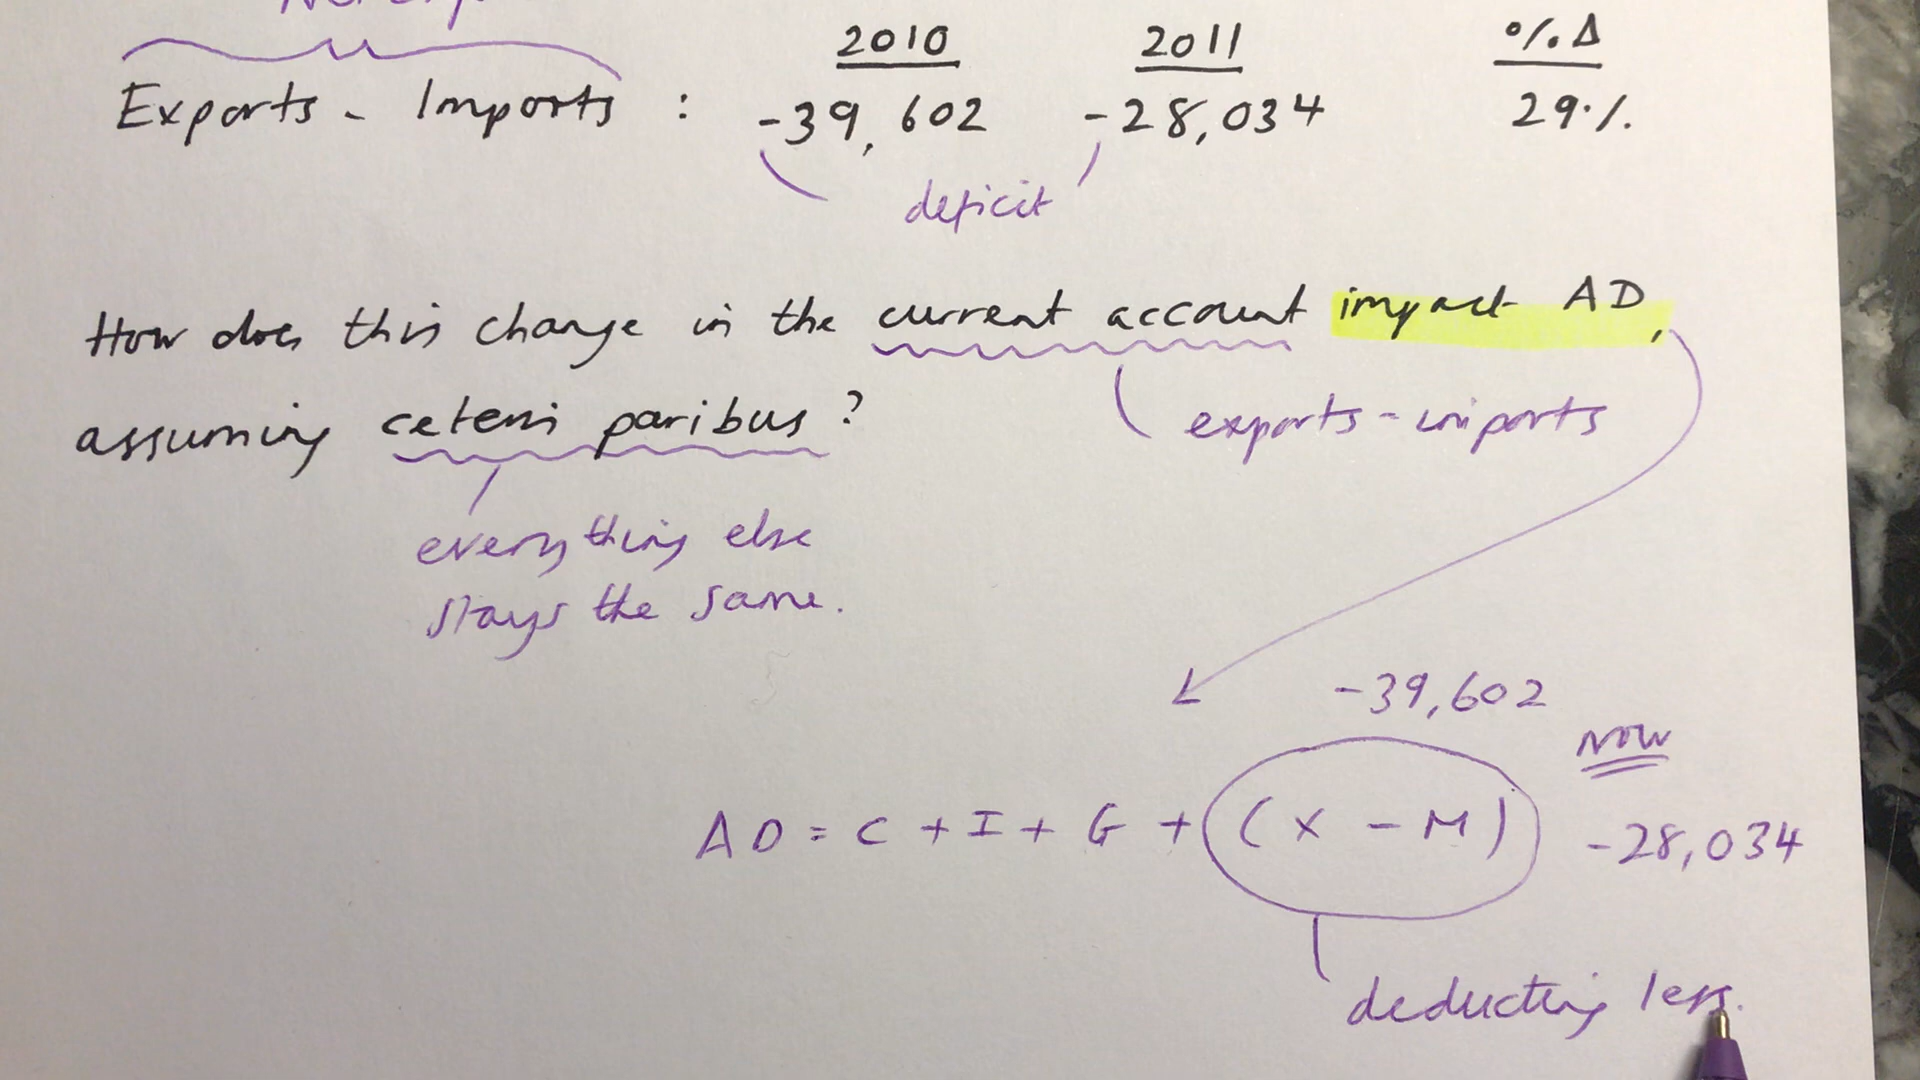 2010 2011 %Δ
Exports - Imports : -39,602 -28,034 29%
deficit
How does this change in the current account impact AD,
assuming ceteris paribus?
exports - imports
everything else
stays the same.
-39,602
Now
AD = C + I + G + (X - M) -28,034
deducting less.